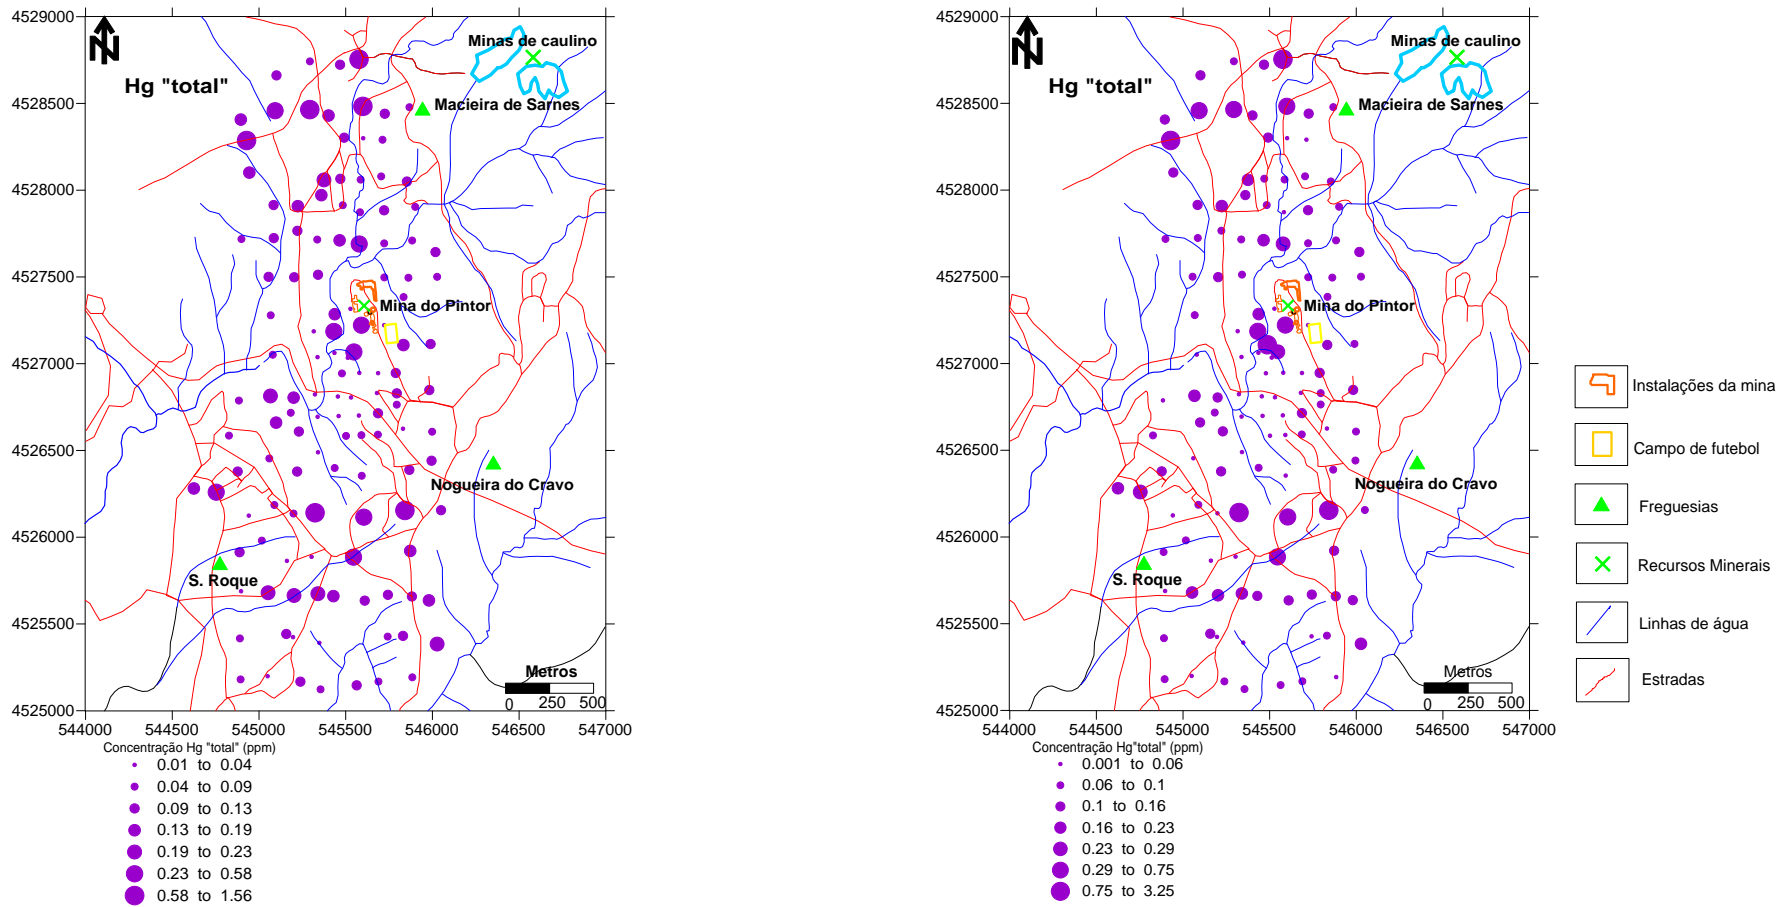 4529000
4528500
4528000
4527500
4527000
4526500
4526000
4525500
4525000
N
Hg "total"
Minas de caulino
Macieira de Sarnes
Mina do Pintor
Nogueira do Cravo
S. Roque
Metros
0 250 500
544000 544500 545000 545500 546000 546500 547000
Concentração Hg "total" (ppm)
0.01 to 0.04
0.04 to 0.09
0.09 to 0.13
0.13 to 0.19
0.19 to 0.23
0.23 to 0.58
0.58 to 1.56
4529000
4528500
4528000
4527500
4527000
4526500
4526000
4525500
4525000
N
Hg "total"
Minas de caulino
Macieira de Sarnes
Mina do Pintor
Nogueira do Cravo
S. Roque
Metros
0 250 500
544000 544500 545000 545500 546000 546500 547000
Concentração Hg"total" (ppm)
0.001 to 0.06
0.06 to 0.1
0.1 to 0.16
0.16 to 0.23
0.23 to 0.29
0.29 to 0.75
0.75 to 3.25
Instalações da mina
Campo de futebol
Freguesias
Recursos Minerais
Linhas de água
Estradas